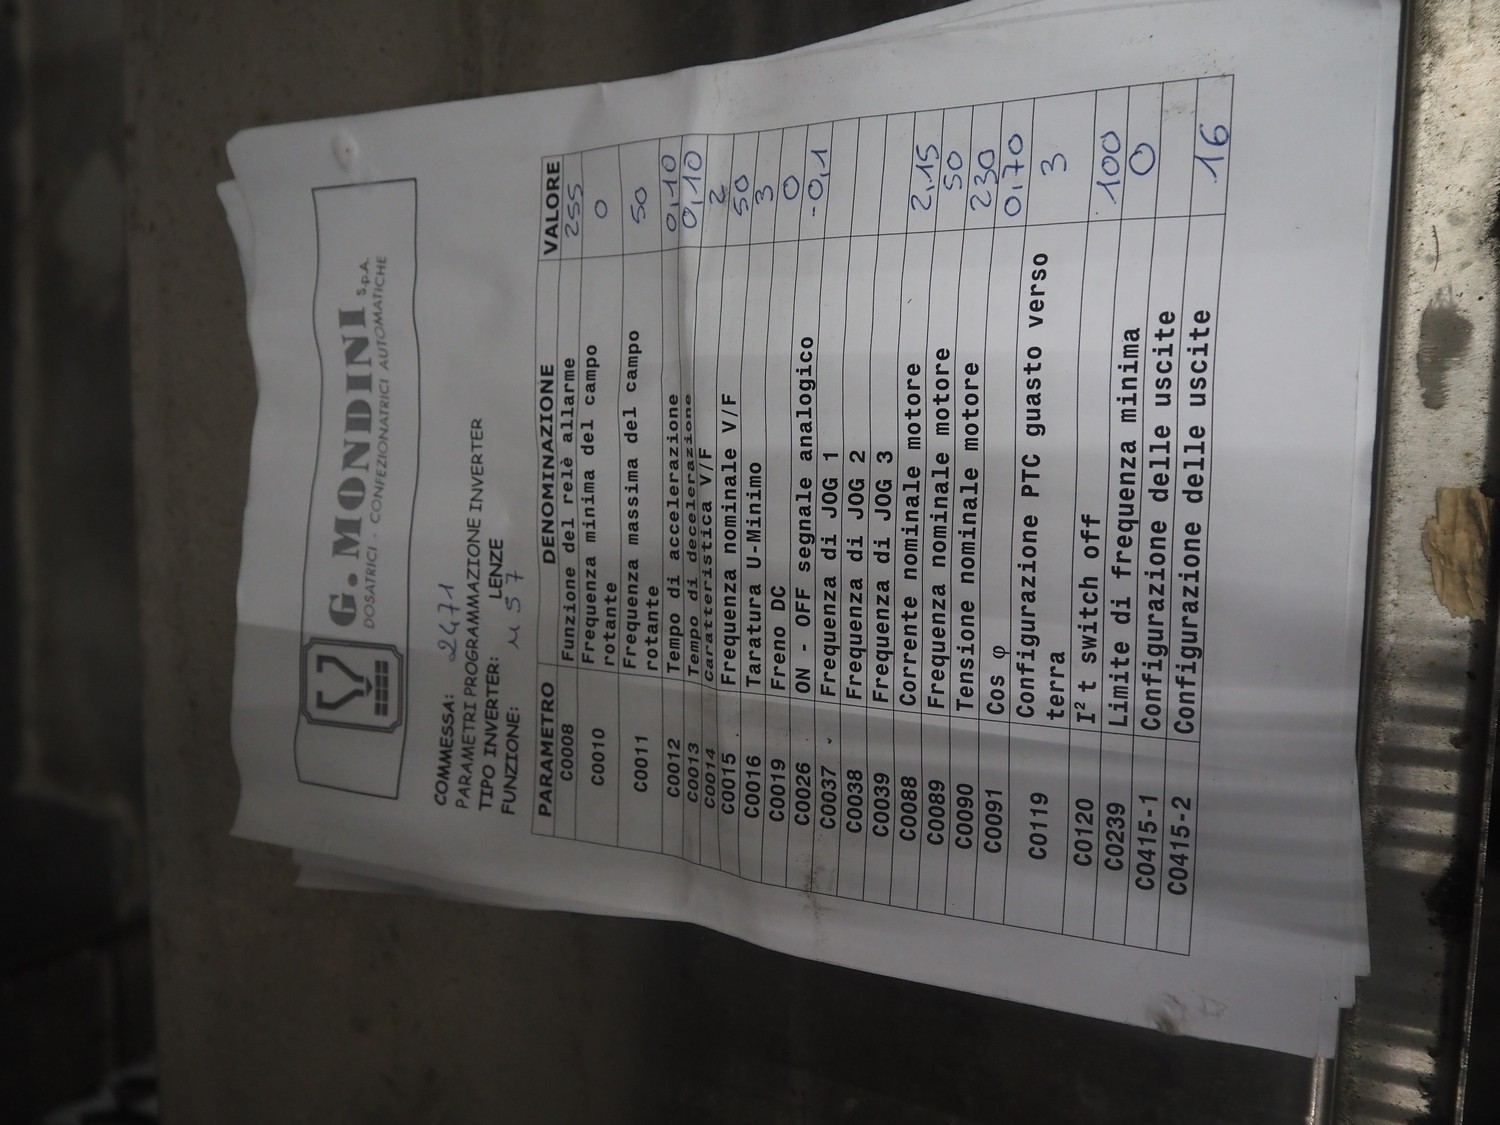 G. MONDINI S.P.A.
DOSATRICI - CONFEZIONATRICI AUTOMATICHE
COMMESSA: 2471
PARAMETRI PROGRAMMAZIONE INVERTER
TIPO INVERTER: LENZE
FUNZIONE: M57
PARAMETRO DENOMINAZIONE VALORE
C0008 Funzione del relè allarme 255
C0010 Frequenza minima del campo rotante 0
C0011 Frequenza massima del campo rotante 50
C0012 Tempo di accelerazione 0,10
C0013 Tempo di decelerazione 0,10
C0014 Caratteristica V/F 2
C0015 Frequenza nominale V/F 50
C0016 Taratura U-Minimo 3
C0019 Freno DC 0
C0026 ON - OFF segnale analogico -0,1
C0037 Frequenza di JOG 1
C0038 Frequenza di JOG 2
C0039 Frequenza di JOG 3
C0088 Corrente nominale motore 2,15
C0089 Frequenza nominale motore 50
C0090 Tensione nominale motore 230
C0091 Cos φ 0,70
C0119 Configurazione PTC guasto verso terra 3
C0120 I² t switch off 100
C0239 Limite di frequenza minima 0
C0415-1 Configurazione delle uscite
C0415-2 Configurazione delle uscite 16